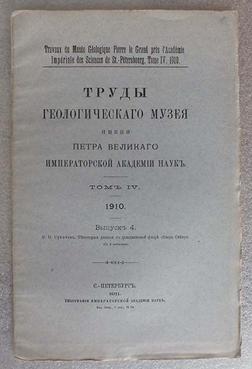 Travaux du Musée Géologique Pierre le Grand près l'Académie
Impériale des Sciences de St.-Pétersbourg. Tome IV. 1910.
ТРУДЫ
ГЕОЛОГИЧЕСКАГО МУЗЕЯ
ИМЕНИ
ПЕТРА ВЕЛИКАГО
ИМПЕРАТОРСКОЙ АКАДЕМІИ НАУКЪ.
ТОМЪ IV.
1910.
Выпускъ 4.
С.-ПЕТЕРБУРГЪ.
1911.
ТИПОГРАФІЯ ИМПЕРАТОРСКОЙ АКАДЕМІИ НАУКЪ.